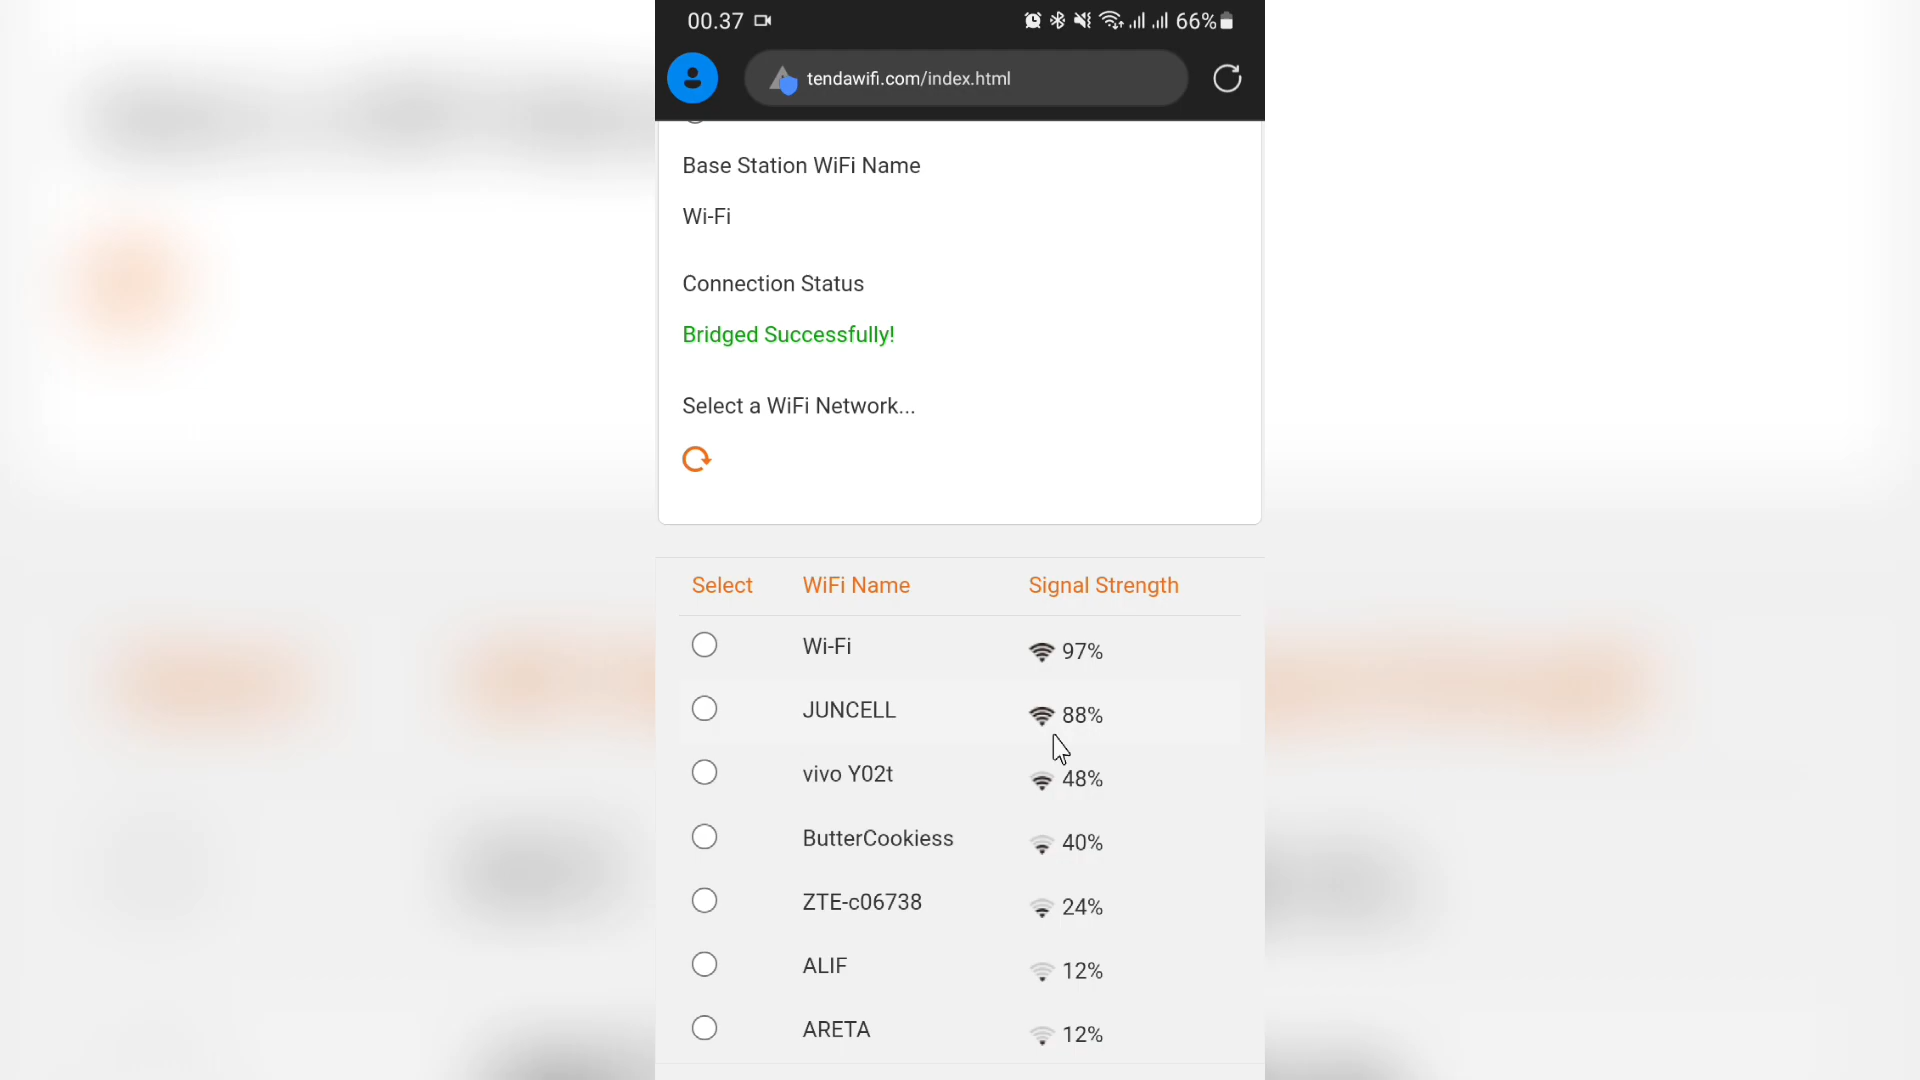 00.37
66%
tendawifi.com/index.html
Base Station WiFi Name
Wi-Fi
Connection Status
Bridged Successfully!
Select a WiFi Network...
Select WiFi Name Signal Strength
Wi-Fi 97%
JUNCELL 88%
vivo Y02t 48%
ButterCookiess 40%
ZTE-c06738 24%
ALIF 12%
ARETA 12%